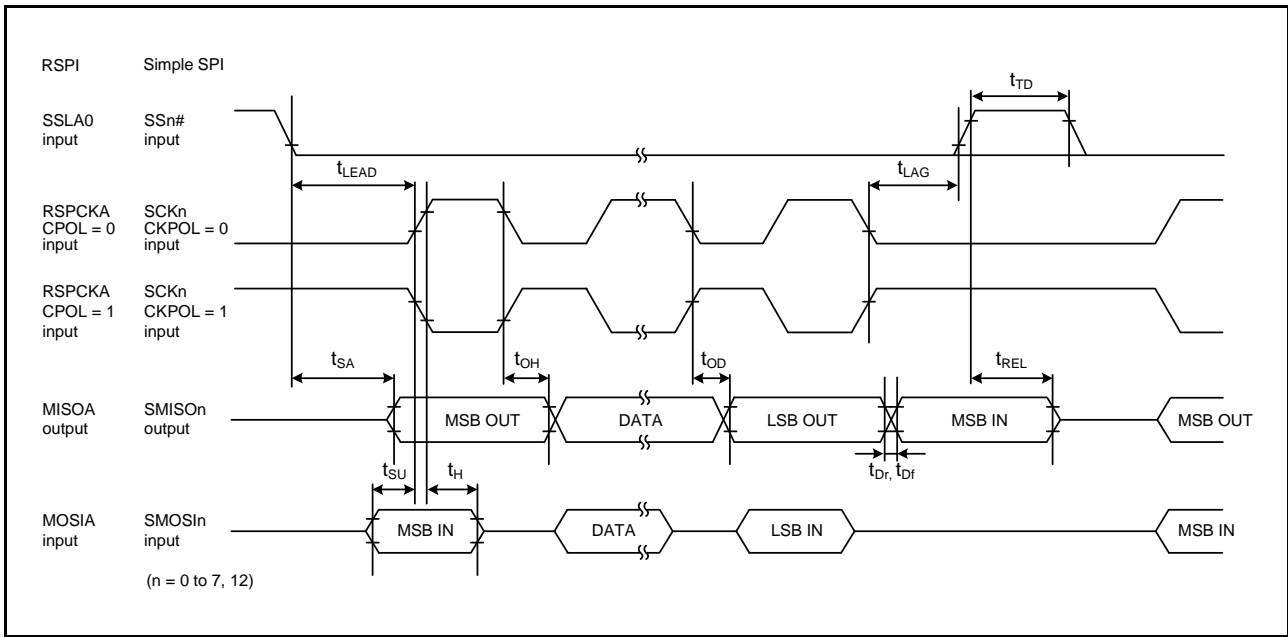 RSPI Simple SPI
tTD
SSLA0 SSn#
input input
tLEAD
tLAG
RSPCKA SCKn
CPOL = 0 CKPOL = 0
input input
RSPCKA SCKn
CPOL = 1 CKPOL = 1
input input
tSA
tOH
tOD
tREL
MISOA SMISOn
output output
MSB OUT
DATA
LSB OUT
MSB IN
MSB OUT
tSU
tH
tDr, tDf
MOSIA SMOSIn
input input
MSB IN
DATA
LSB IN
MSB IN
(n = 0 to 7, 12)